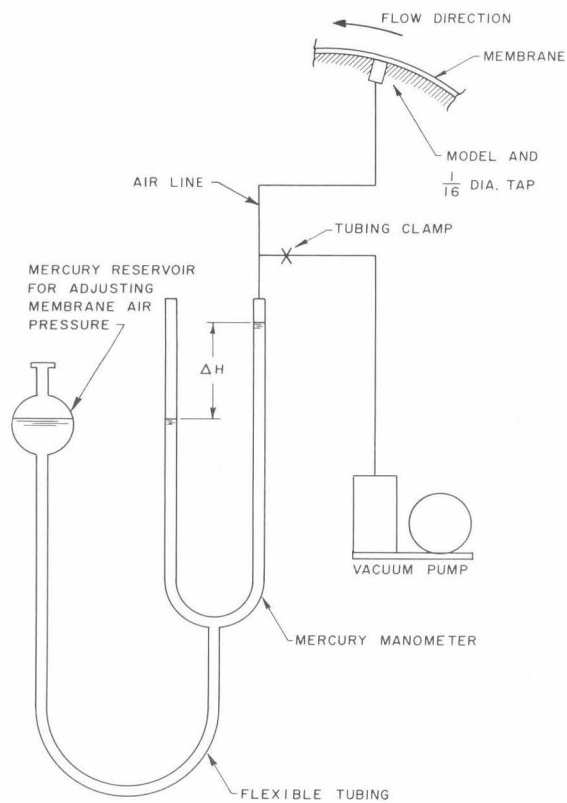 FLOW DIRECTION
MEMBRANE
MODEL AND
1/16 DIA. TAP
AIR LINE
TUBING CLAMP
MERCURY RESERVOIR
FOR ADJUSTING
MEMBRANE AIR
PRESSURE
ΔH
VACUUM PUMP
MERCURY MANOMETER
FLEXIBLE TUBING